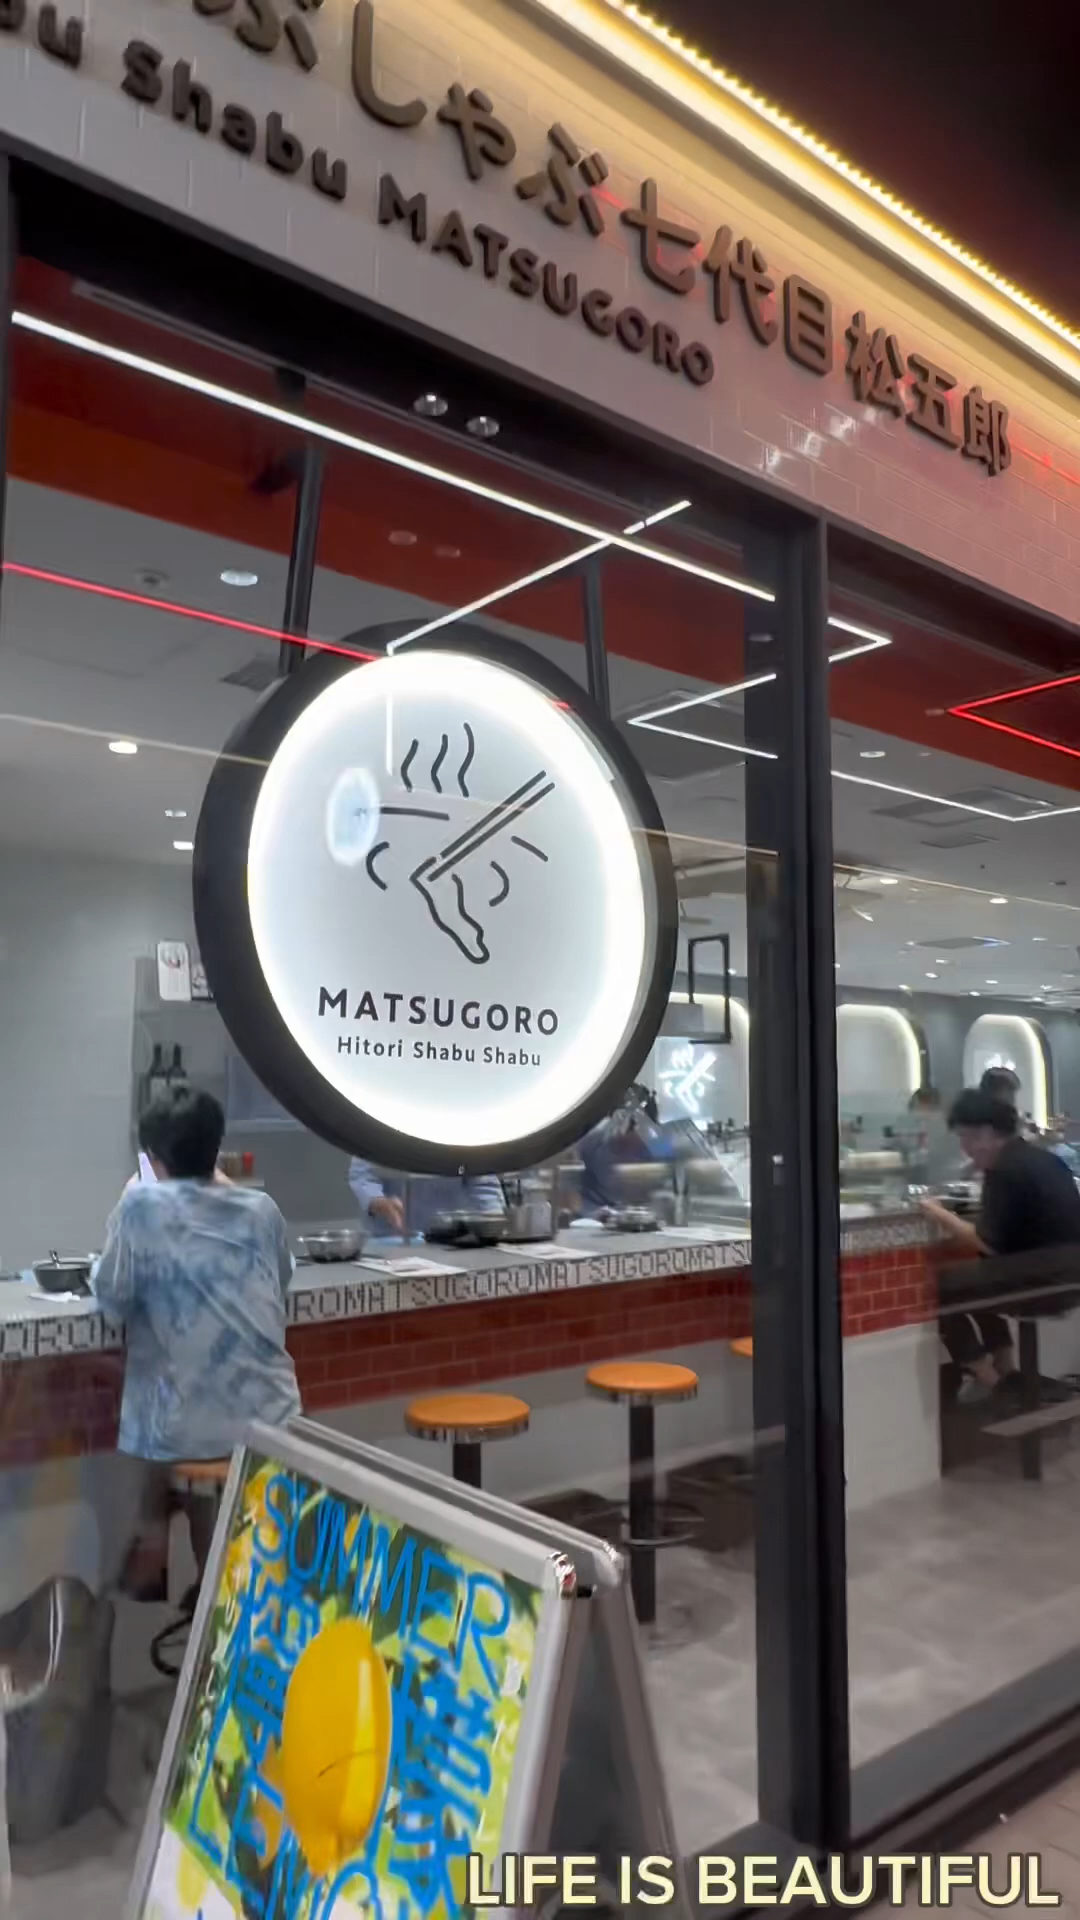 ぶしゃぶ 七代目 松五郎
shabu MATSUGORO
MATSUGORO
Hitori Shabu Shabu
OROMATSUGOROMATSUGOROMATSU
SUMMER
LIFE IS BEAUTIFUL